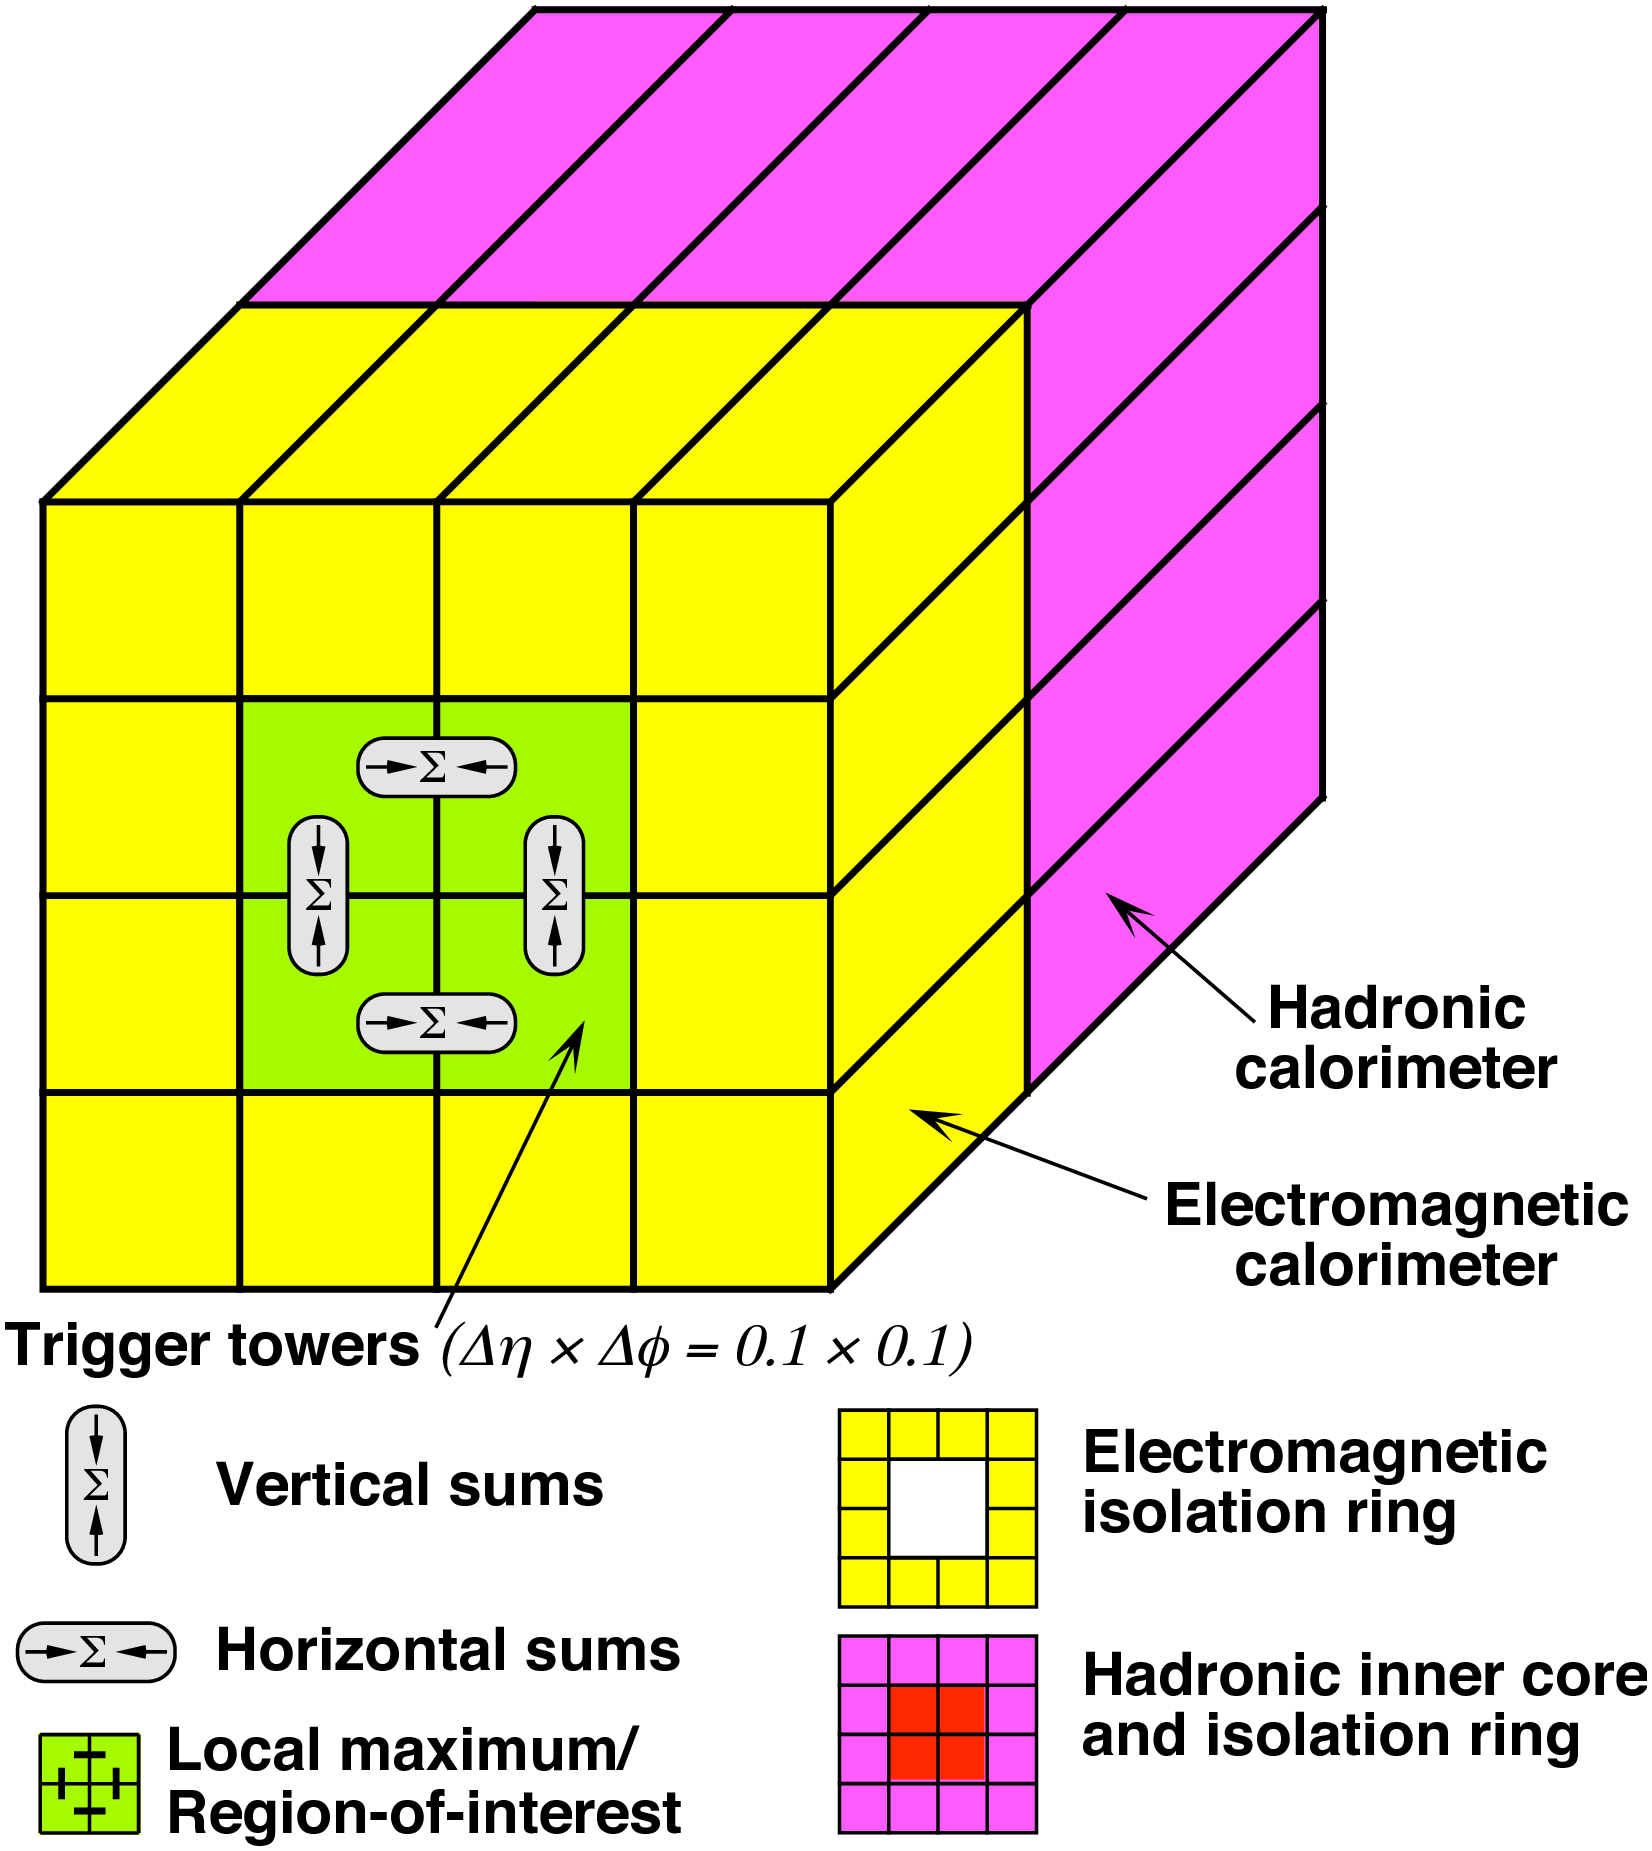 Σ
Σ
Σ
Σ
Hadronic
calorimeter
Electromagnetic
calorimeter
Trigger towers (Δη × Δϕ = 0.1 × 0.1)
Σ
Vertical sums
Σ
Horizontal sums
Local maximum/
Region-of-interest
Electromagnetic
isolation ring
Hadronic inner core
and isolation ring